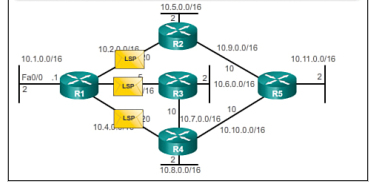 10.5.0.0/16
2
R2
10.2.0.0/16
20
LSP
10.9.0.0/16
10.1.0.0/16
10.11.0.0/16
Fa0/0 .1
2
R1
LSP
5
/16
R3
2
10.6.0.0/16
10
R5
2
LSP
20
10
10.7.0.0/16
10
10.4.0.0/16
10.10.0.0/16
R4
2
10.8.0.0/16